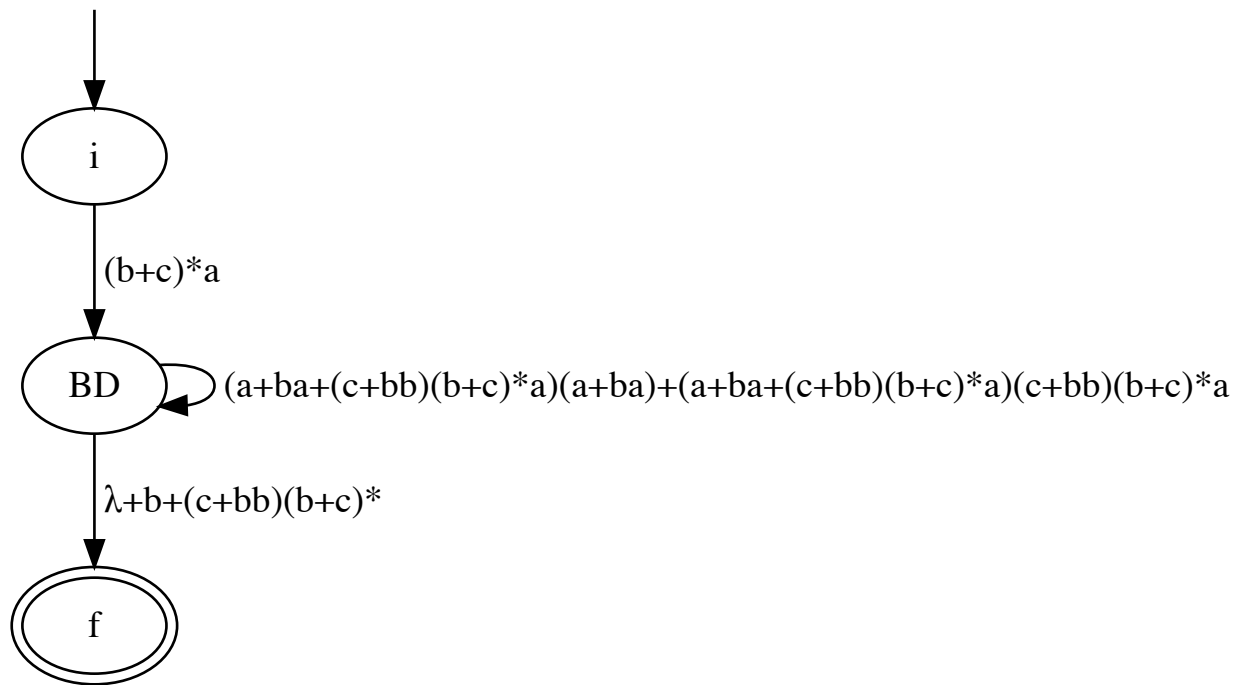 i
(b+c)*a
BD
(a+ba+(c+bb)(b+c)*a)(a+ba)+(a+ba+(c+bb)(b+c)*a)(c+bb)(b+c)*a
λ+b+(c+bb)(b+c)*
f